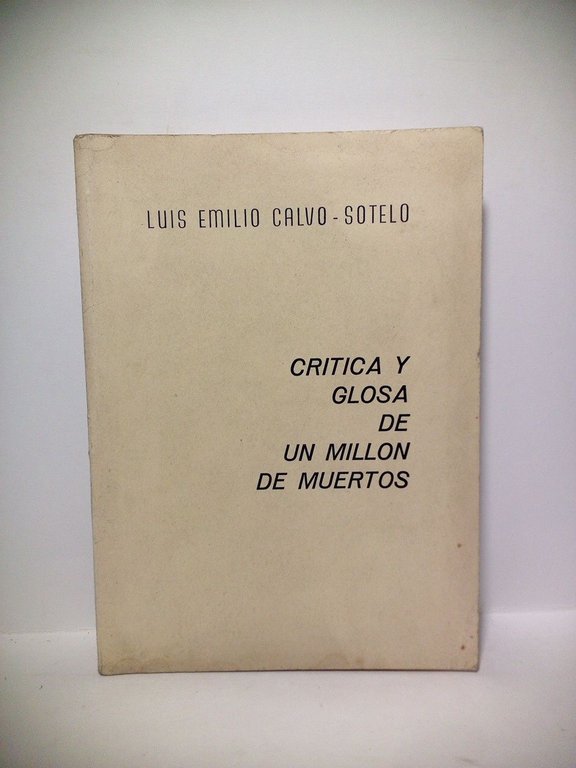 LUIS EMILIO CALVO - SOTELO
CRITICA Y
GLOSA
DE
UN MILLON
DE MUERTOS